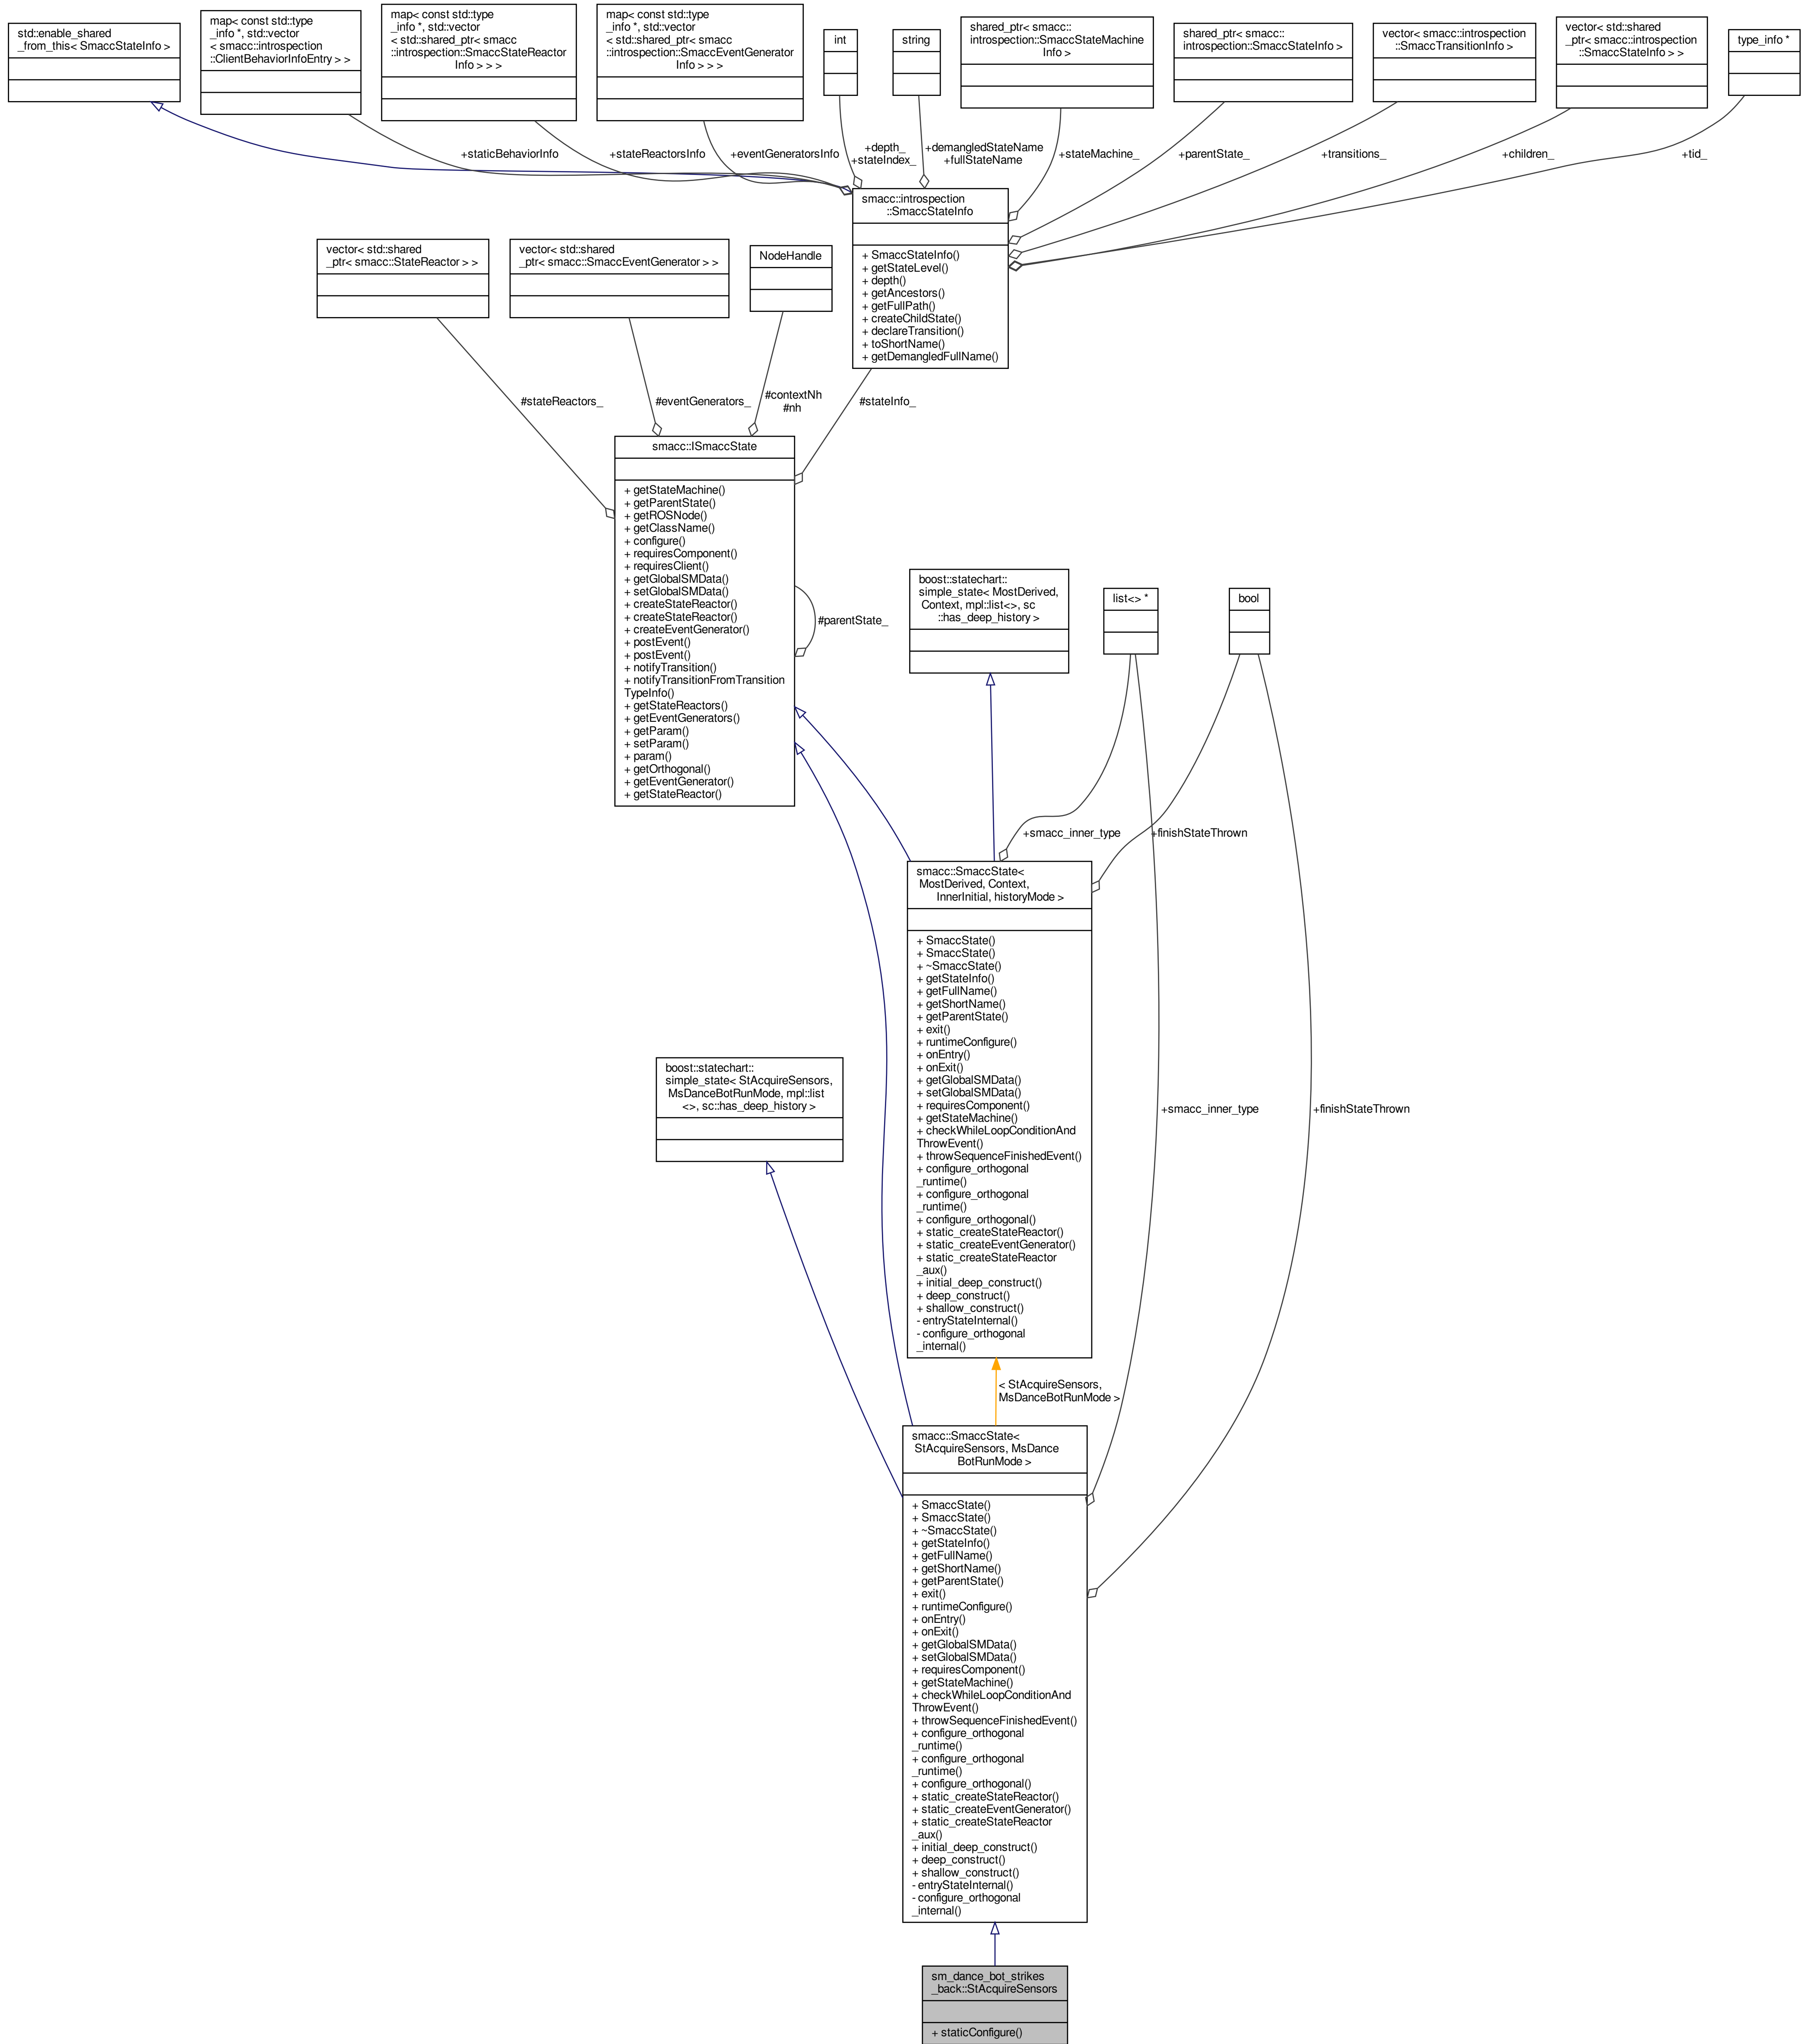 std::enable_shared
_from_this< SmaccStateInfo >
map< const std::type
_info *, std::vector
< smacc::introspection
::ClientBehaviorInfoEntry > >
map< const std::type
_info *, std::vector
< std::shared_ptr< smacc
::introspection::SmaccStateReactor
Info > > >
map< const std::type
_info *, std::vector
< std::shared_ptr< smacc
::introspection::SmaccEventGenerator
Info > > >
int
string
shared_ptr< smacc::
introspection::SmaccStateMachine
Info >
shared_ptr< smacc::
introspection::SmaccStateInfo >
vector< smacc::introspection
::SmaccTransitionInfo >
vector< std::shared
_ptr< smacc::introspection
::SmaccStateInfo > >
type_info *
+staticBehaviorInfo
+stateReactorsInfo
+eventGeneratorsInfo
+depth_
+stateIndex_
+demangledStateName
+fullStateName
+stateMachine_
+parentState_
+transitions_
+children_
+tid_
smacc::introspection
::SmaccStateInfo
+ SmaccStateInfo()
+ getStateLevel()
+ depth()
+ getAncestors()
+ getFullPath()
+ createChildState()
+ declareTransition()
+ toShortName()
+ getDemangledFullName()
vector< std::shared
_ptr< smacc::StateReactor > >
vector< std::shared
_ptr< smacc::SmaccEventGenerator > >
NodeHandle
#stateReactors_
#eventGenerators_
#contextNh
#nh
#stateInfo_
smacc::ISmaccState
+ getStateMachine()
+ getParentState()
+ getROSNode()
+ getClassName()
+ configure()
+ requiresComponent()
+ requiresClient()
+ getGlobalSMData()
+ setGlobalSMData()
+ createStateReactor()
+ createStateReactor()
+ createEventGenerator()
+ postEvent()
+ postEvent()
+ notifyTransition()
+ notifyTransitionFromTransition
TypeInfo()
+ getStateReactors()
+ getEventGenerators()
+ getParam()
+ setParam()
+ param()
+ getOrthogonal()
+ getEventGenerator()
+ getStateReactor()
#parentState_
boost::statechart::
simple_state< MostDerived,
Context, mpl::list<>, sc
::has_deep_history >
list<> *
bool
+smacc_inner_type
+finishStateThrown
smacc::SmaccState<
MostDerived, Context,
InnerInitial, historyMode >
+ SmaccState()
+ SmaccState()
+ ~SmaccState()
+ getStateInfo()
+ getFullName()
+ getShortName()
+ getParentState()
+ exit()
+ runtimeConfigure()
+ onEntry()
+ onExit()
+ getGlobalSMData()
+ setGlobalSMData()
+ requiresComponent()
+ getStateMachine()
+ checkWhileLoopConditionAnd
ThrowEvent()
+ throwSequenceFinishedEvent()
+ configure_orthogonal
_runtime()
+ configure_orthogonal
_runtime()
+ configure_orthogonal()
+ static_createStateReactor()
+ static_createEventGenerator()
+ static_createStateReactor
_aux()
+ initial_deep_construct()
+ deep_construct()
+ shallow_construct()
- entryStateInternal()
- configure_orthogonal
_internal()
boost::statechart::
simple_state< StAcquireSensors,
MsDanceBotRunMode, mpl::list
<>, sc::has_deep_history >
+smacc_inner_type
+finishStateThrown
< StAcquireSensors,
MsDanceBotRunMode >
smacc::SmaccState<
StAcquireSensors, MsDance
BotRunMode >
+ SmaccState()
+ SmaccState()
+ ~SmaccState()
+ getStateInfo()
+ getFullName()
+ getShortName()
+ getParentState()
+ exit()
+ runtimeConfigure()
+ onEntry()
+ onExit()
+ getGlobalSMData()
+ setGlobalSMData()
+ requiresComponent()
+ getStateMachine()
+ checkWhileLoopConditionAnd
ThrowEvent()
+ throwSequenceFinishedEvent()
+ configure_orthogonal
_runtime()
+ configure_orthogonal
_runtime()
+ configure_orthogonal()
+ static_createStateReactor()
+ static_createEventGenerator()
+ static_createStateReactor
_aux()
+ initial_deep_construct()
+ deep_construct()
+ shallow_construct()
- entryStateInternal()
- configure_orthogonal
_internal()
sm_dance_bot_strikes
_back::StAcquireSensors
+ staticConfigure()